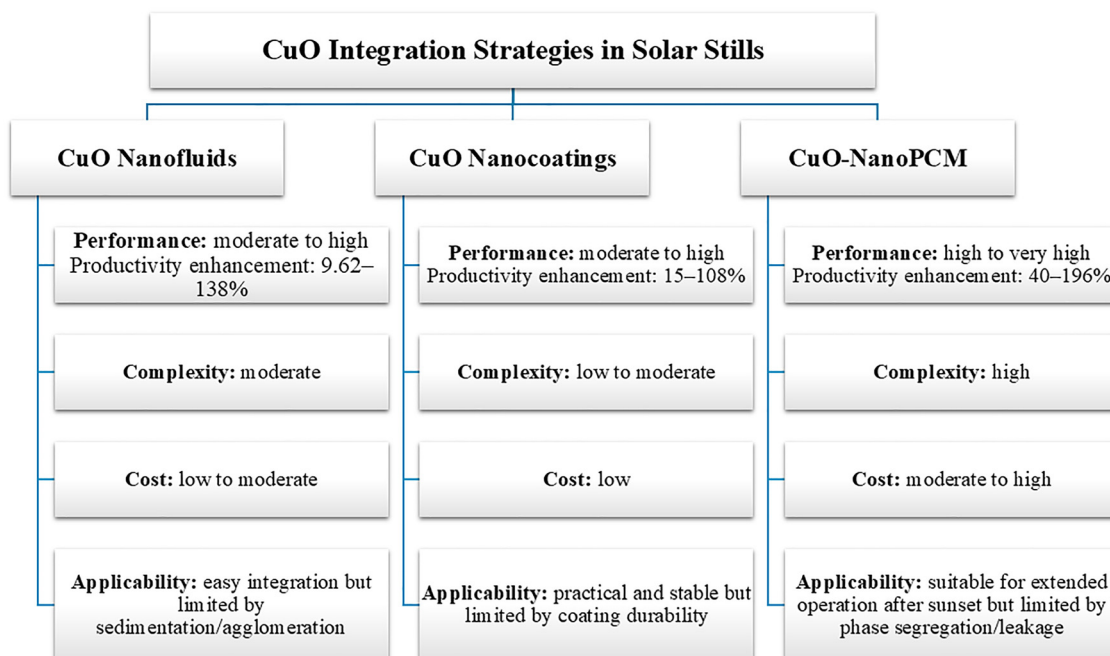 CuO Integration Strategies in Solar Stills
CuO Nanofluids
Performance: moderate to high
Productivity enhancement: 9.62–
138%
Complexity: moderate
Cost: low to moderate
Applicability: easy integration but
limited by
sedimentation/agglomeration
CuO Nanocoatings
Performance: moderate to high
Productivity enhancement: 15–108%
Complexity: low to moderate
Cost: low
Applicability: practical and stable but
limited by coating durability
CuO-NanoPCM
Performance: high to very high
Productivity enhancement: 40–196%
Complexity: high
Cost: moderate to high
Applicability: suitable for extended
operation after sunset but limited by
phase segregation/leakage